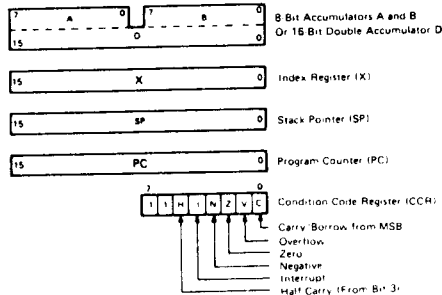 7 A 0 7 B 0
8 Bit Accumulators A and B
15 D 0
Or 16 Bit Double Accumulator D
15 X 0
Index Register (X)
15 SP 0
Stack Pointer (SP)
15 PC 0
Program Counter (PC)
7 0
1 1 H I N Z V C
Condition Code Register (CCR)
Carry/Borrow from MSB
Overflow
Zero
Negative
Interrupt
Half Carry (From Bit 3)